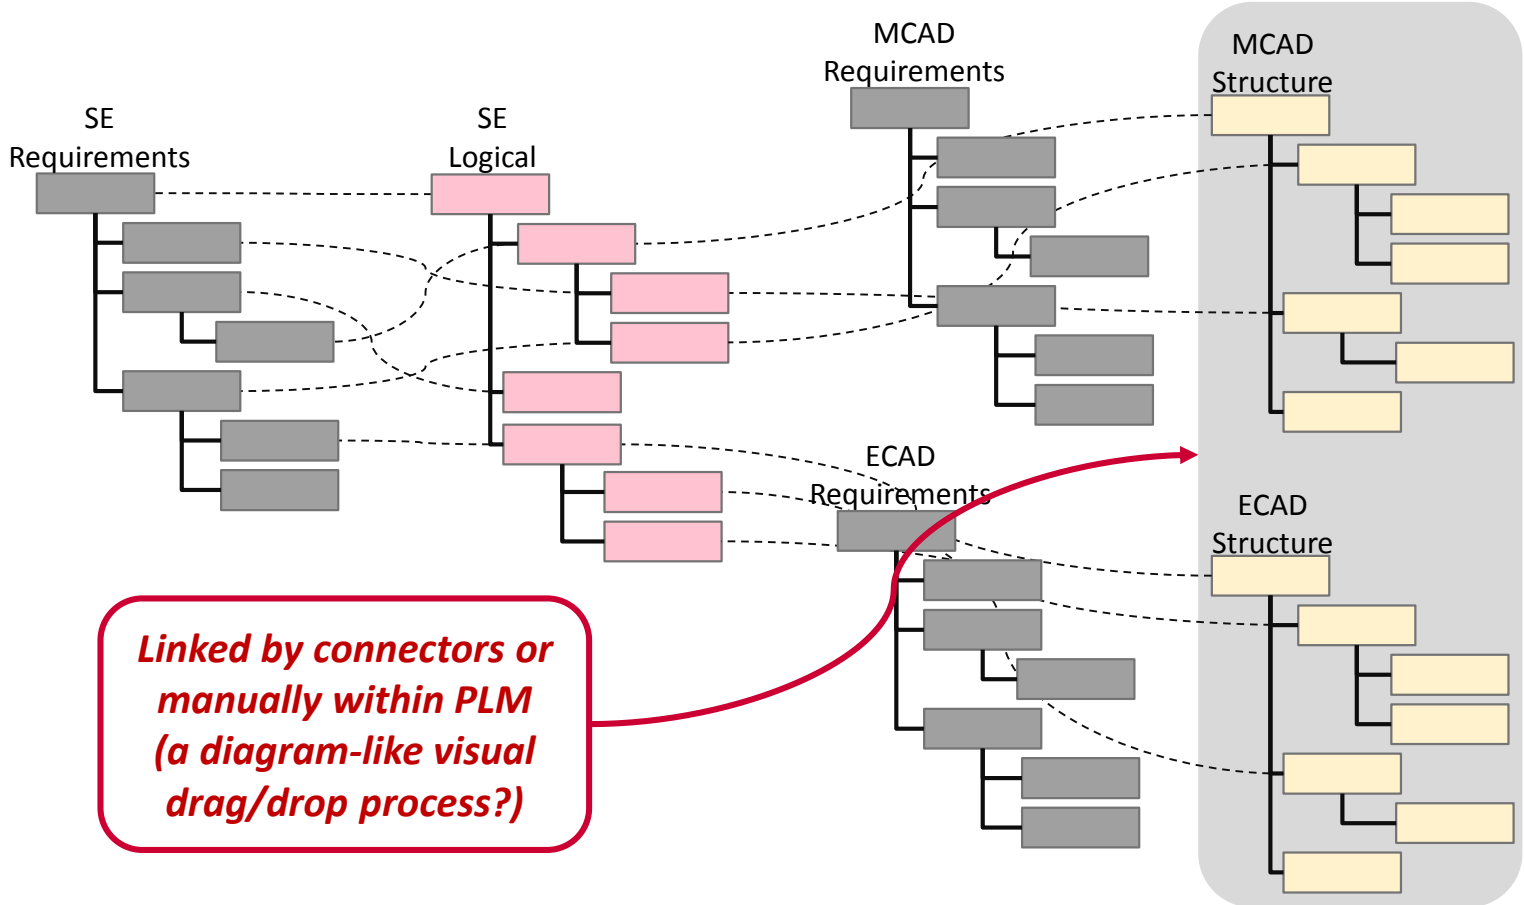 SE
Requirements
SE
Logical
MCAD
Requirements
MCAD
Structure
ECAD
Requirements
ECAD
Structure
Linked by connectors or
manually within PLM
(a diagram-like visual
drag/drop process?)